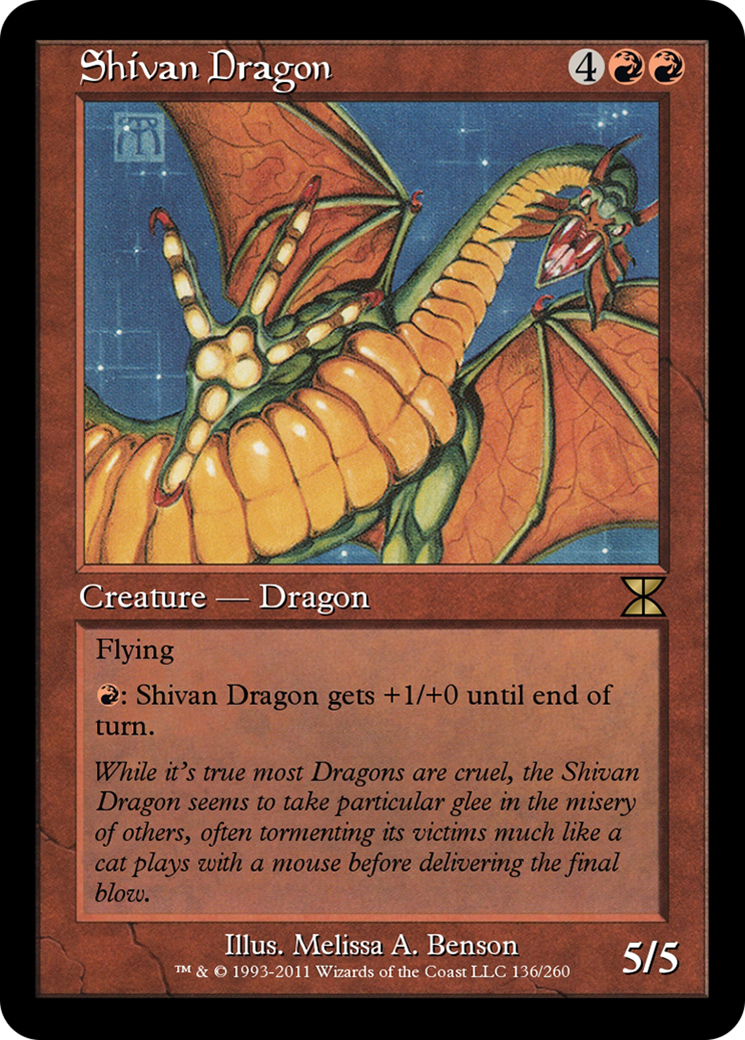 Shivan Dragon 4
Creature — Dragon
Flying
: Shivan Dragon gets +1/+0 until end of
turn.
While it's true most Dragons are cruel, the Shivan
Dragon seems to take particular glee in the misery
of others, often tormenting its victims much like a
cat plays with a mouse before delivering the final
blow.
Illus. Melissa A. Benson
™ & © 1993-2011 Wizards of the Coast LLC 136/260
5/5